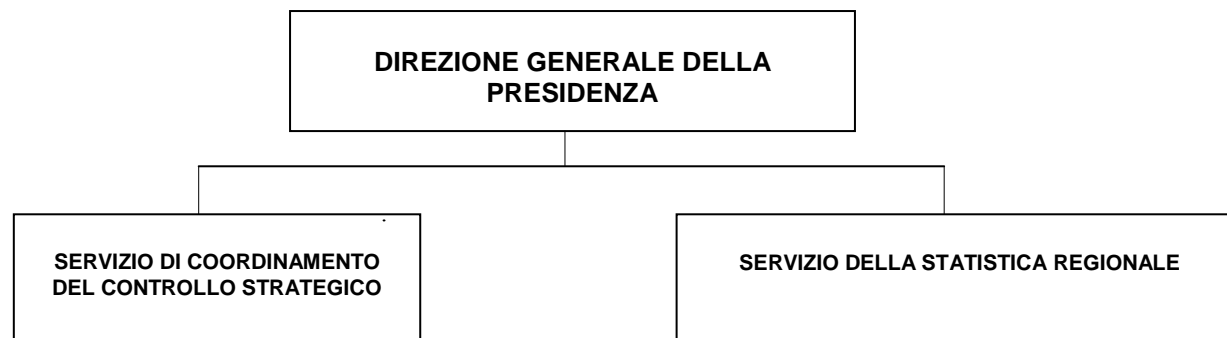 DIREZIONE GENERALE DELLA
PRESIDENZA
SERVIZIO DI COORDINAMENTO
DEL CONTROLLO STRATEGICO
SERVIZIO DELLA STATISTICA REGIONALE